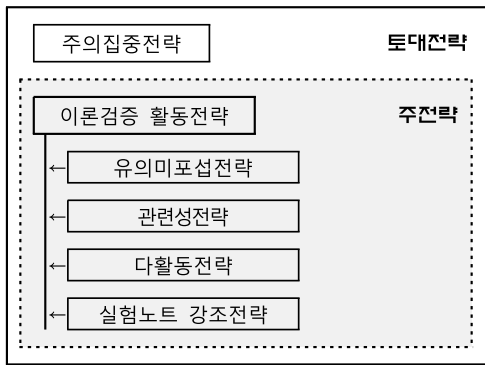 주의집중전략 토대전략
이론검증 활동전략 주전략
← 유의미포섭전략
← 관련성전략
← 다활동전략
← 실험노트 강조전략